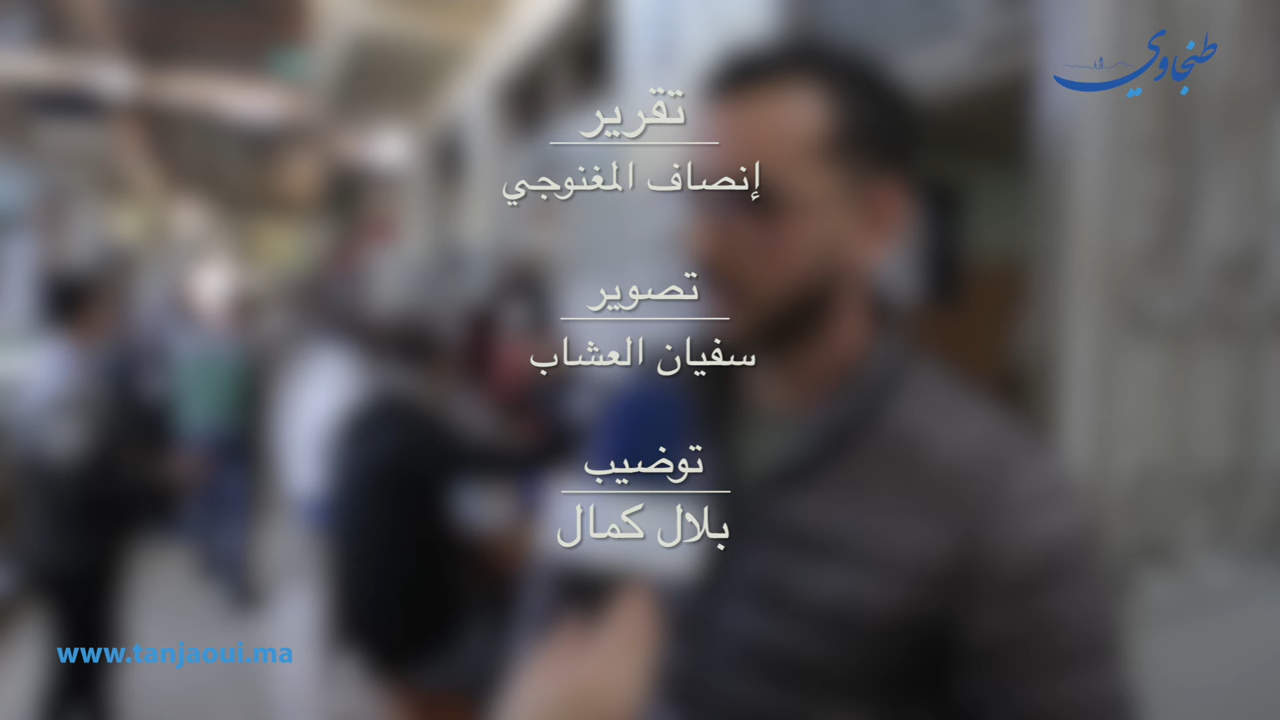 طنجاوي
تقرير
إنصاف المغنوجي
تصوير
سفيان العشاب
توضيب
بلال كمال
www.tanjaoui.ma